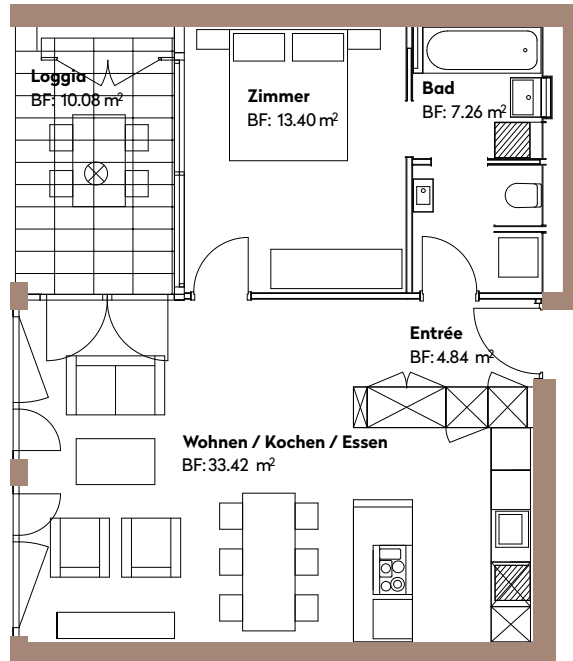 Loggia
BF: 10.08 m²
Zimmer
BF: 13.40 m²
Bad
BF: 7.26 m²
Entrée
BF: 4.84 m²
Wohnen / Kochen / Essen
BF: 33.42 m²